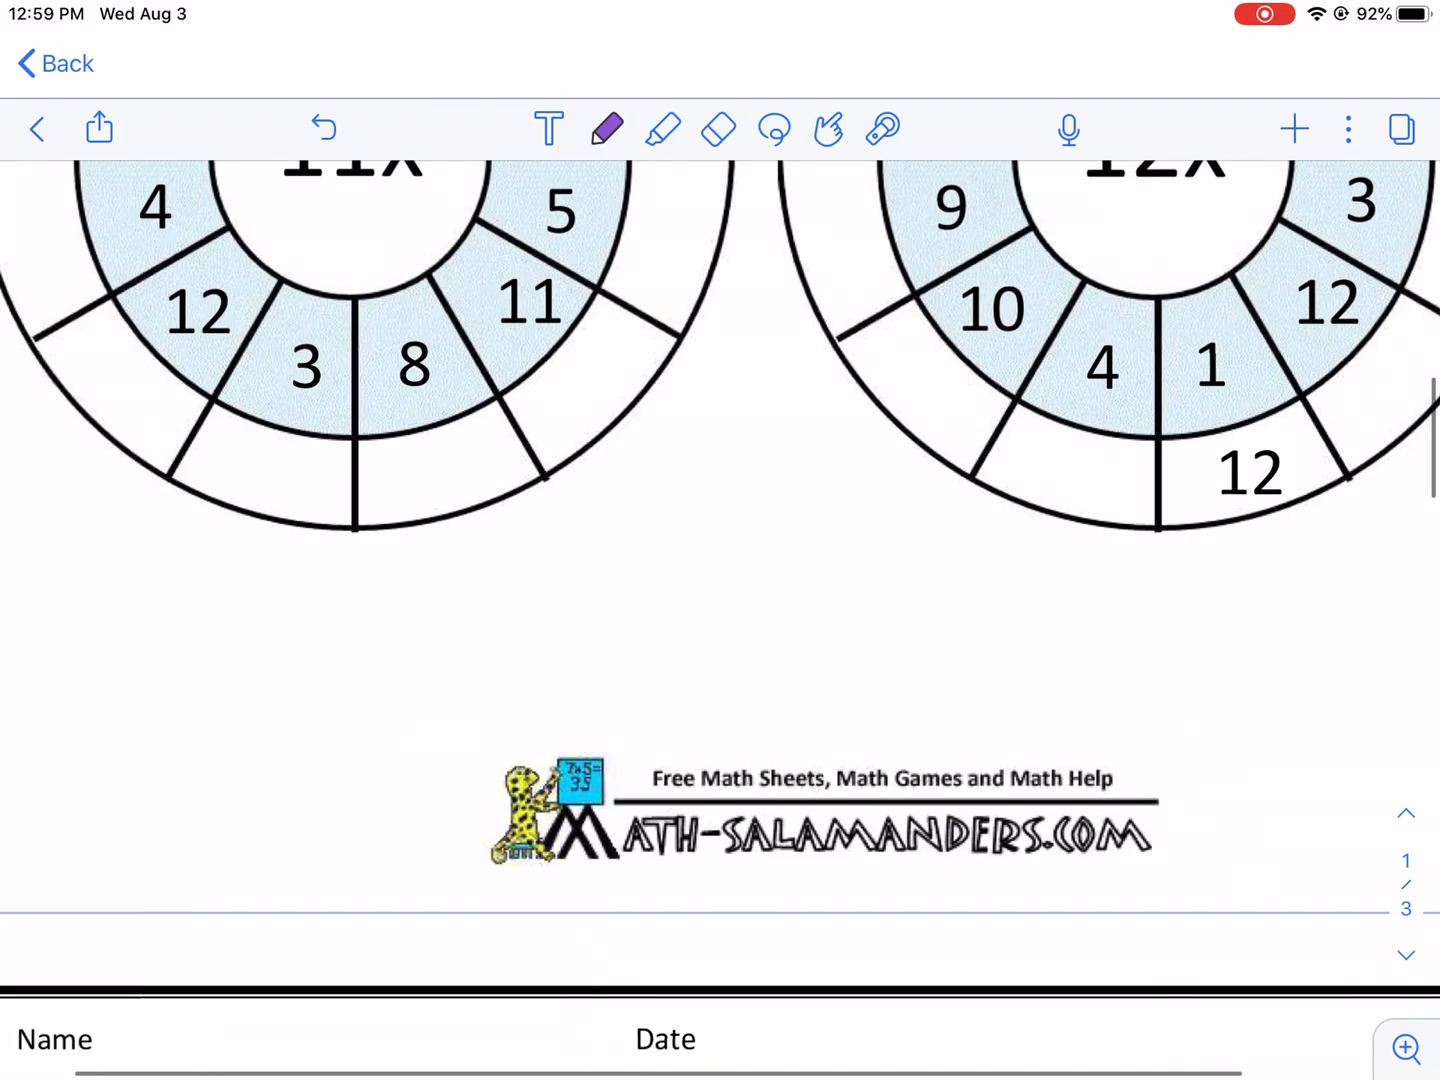 12:59 PM Wed Aug 3
92%
Back
T
11x
12x
4
5
9
3
12
11
10
12
3
8
4
1
12
7x5=
35
Free Math Sheets, Math Games and Math Help
MATH-SALAMANDERS.COM
1
/
3
Name Date